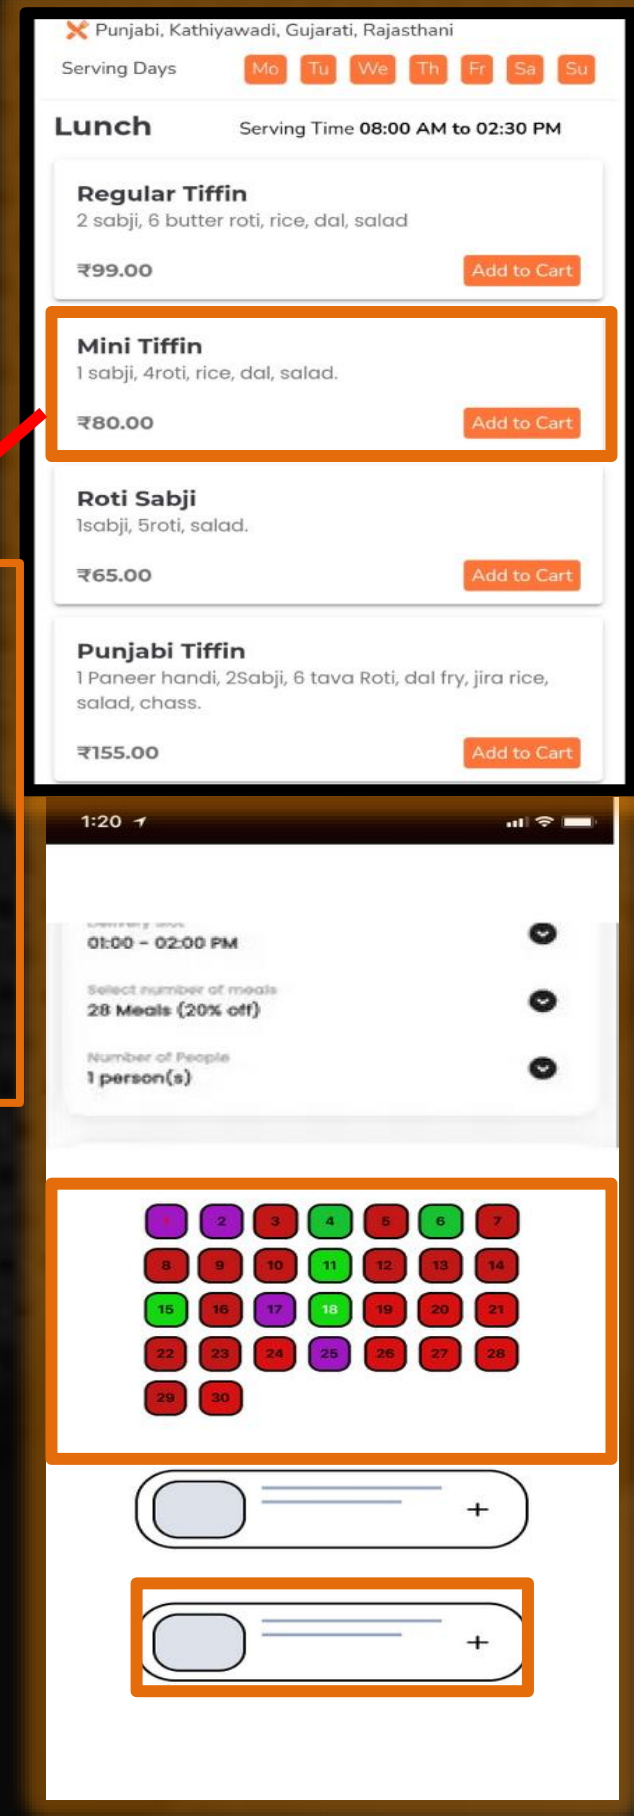 Punjabi, Kathiyawadi, Gujarati, Rajasthani
Serving Days Mo Tu We Th Fr Sa Su
Lunch Serving Time 08:00 AM to 02:30 PM
Regular Tiffin
2 sabji, 6 butter roti, rice, dal, salad
₹99.00 Add to Cart
Mini Tiffin
1 sabji, 4roti, rice, dal, salad.
₹80.00 Add to Cart
Roti Sabji
1sabji, 5roti, salad.
₹65.00 Add to Cart
Punjabi Tiffin
1 Paneer handi, 2Sabji, 6 tava Roti, dal fry, jira rice,
salad, chass.
₹155.00 Add to Cart
1:20
Delivery Slot
01:00 - 02:00 PM
Select number of meals
28 Meals (20% off)
Number of People
1 person(s)
1 2 3 4 5 6 7
8 9 10 11 12 13 14
15 16 17 18 19 20 21
22 23 24 25 26 27 28
29 30